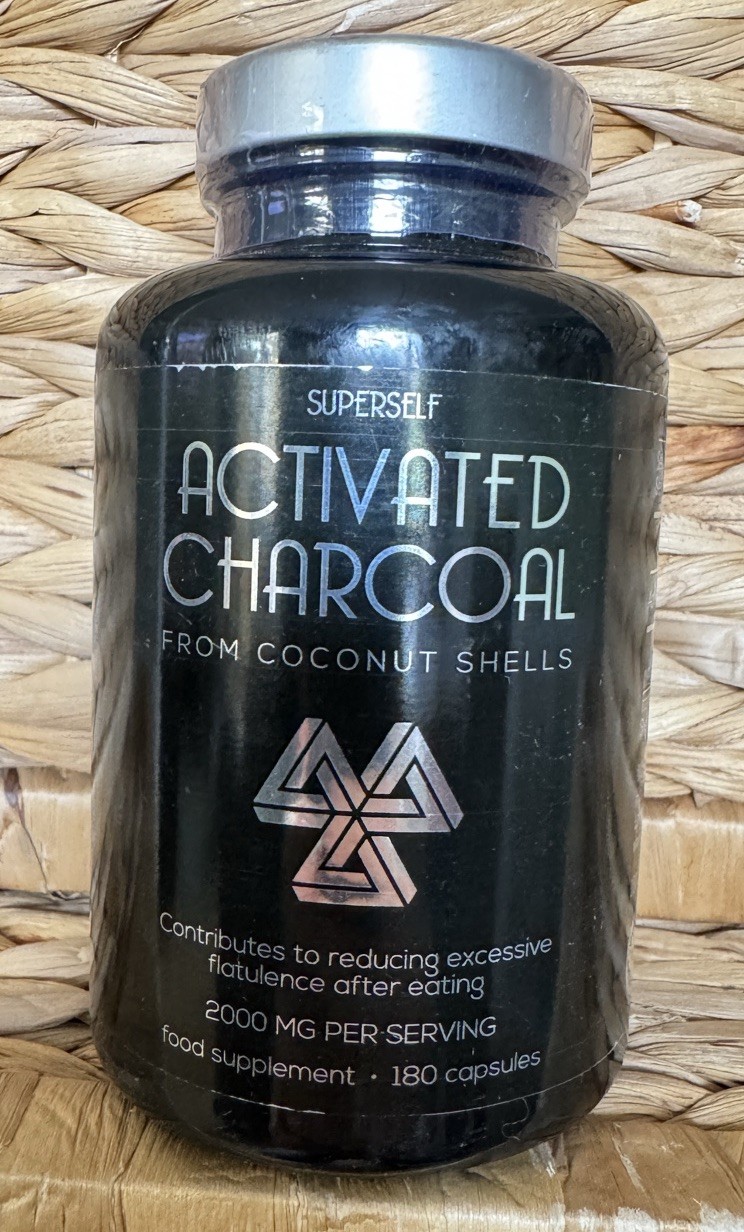 SUPERSELF
ACTIVATED
CHARCOAL
FROM COCONUT SHELLS
Contributes to reducing excessive
flatulence after eating
2000 MG PER SERVING
food supplement • 180 capsules